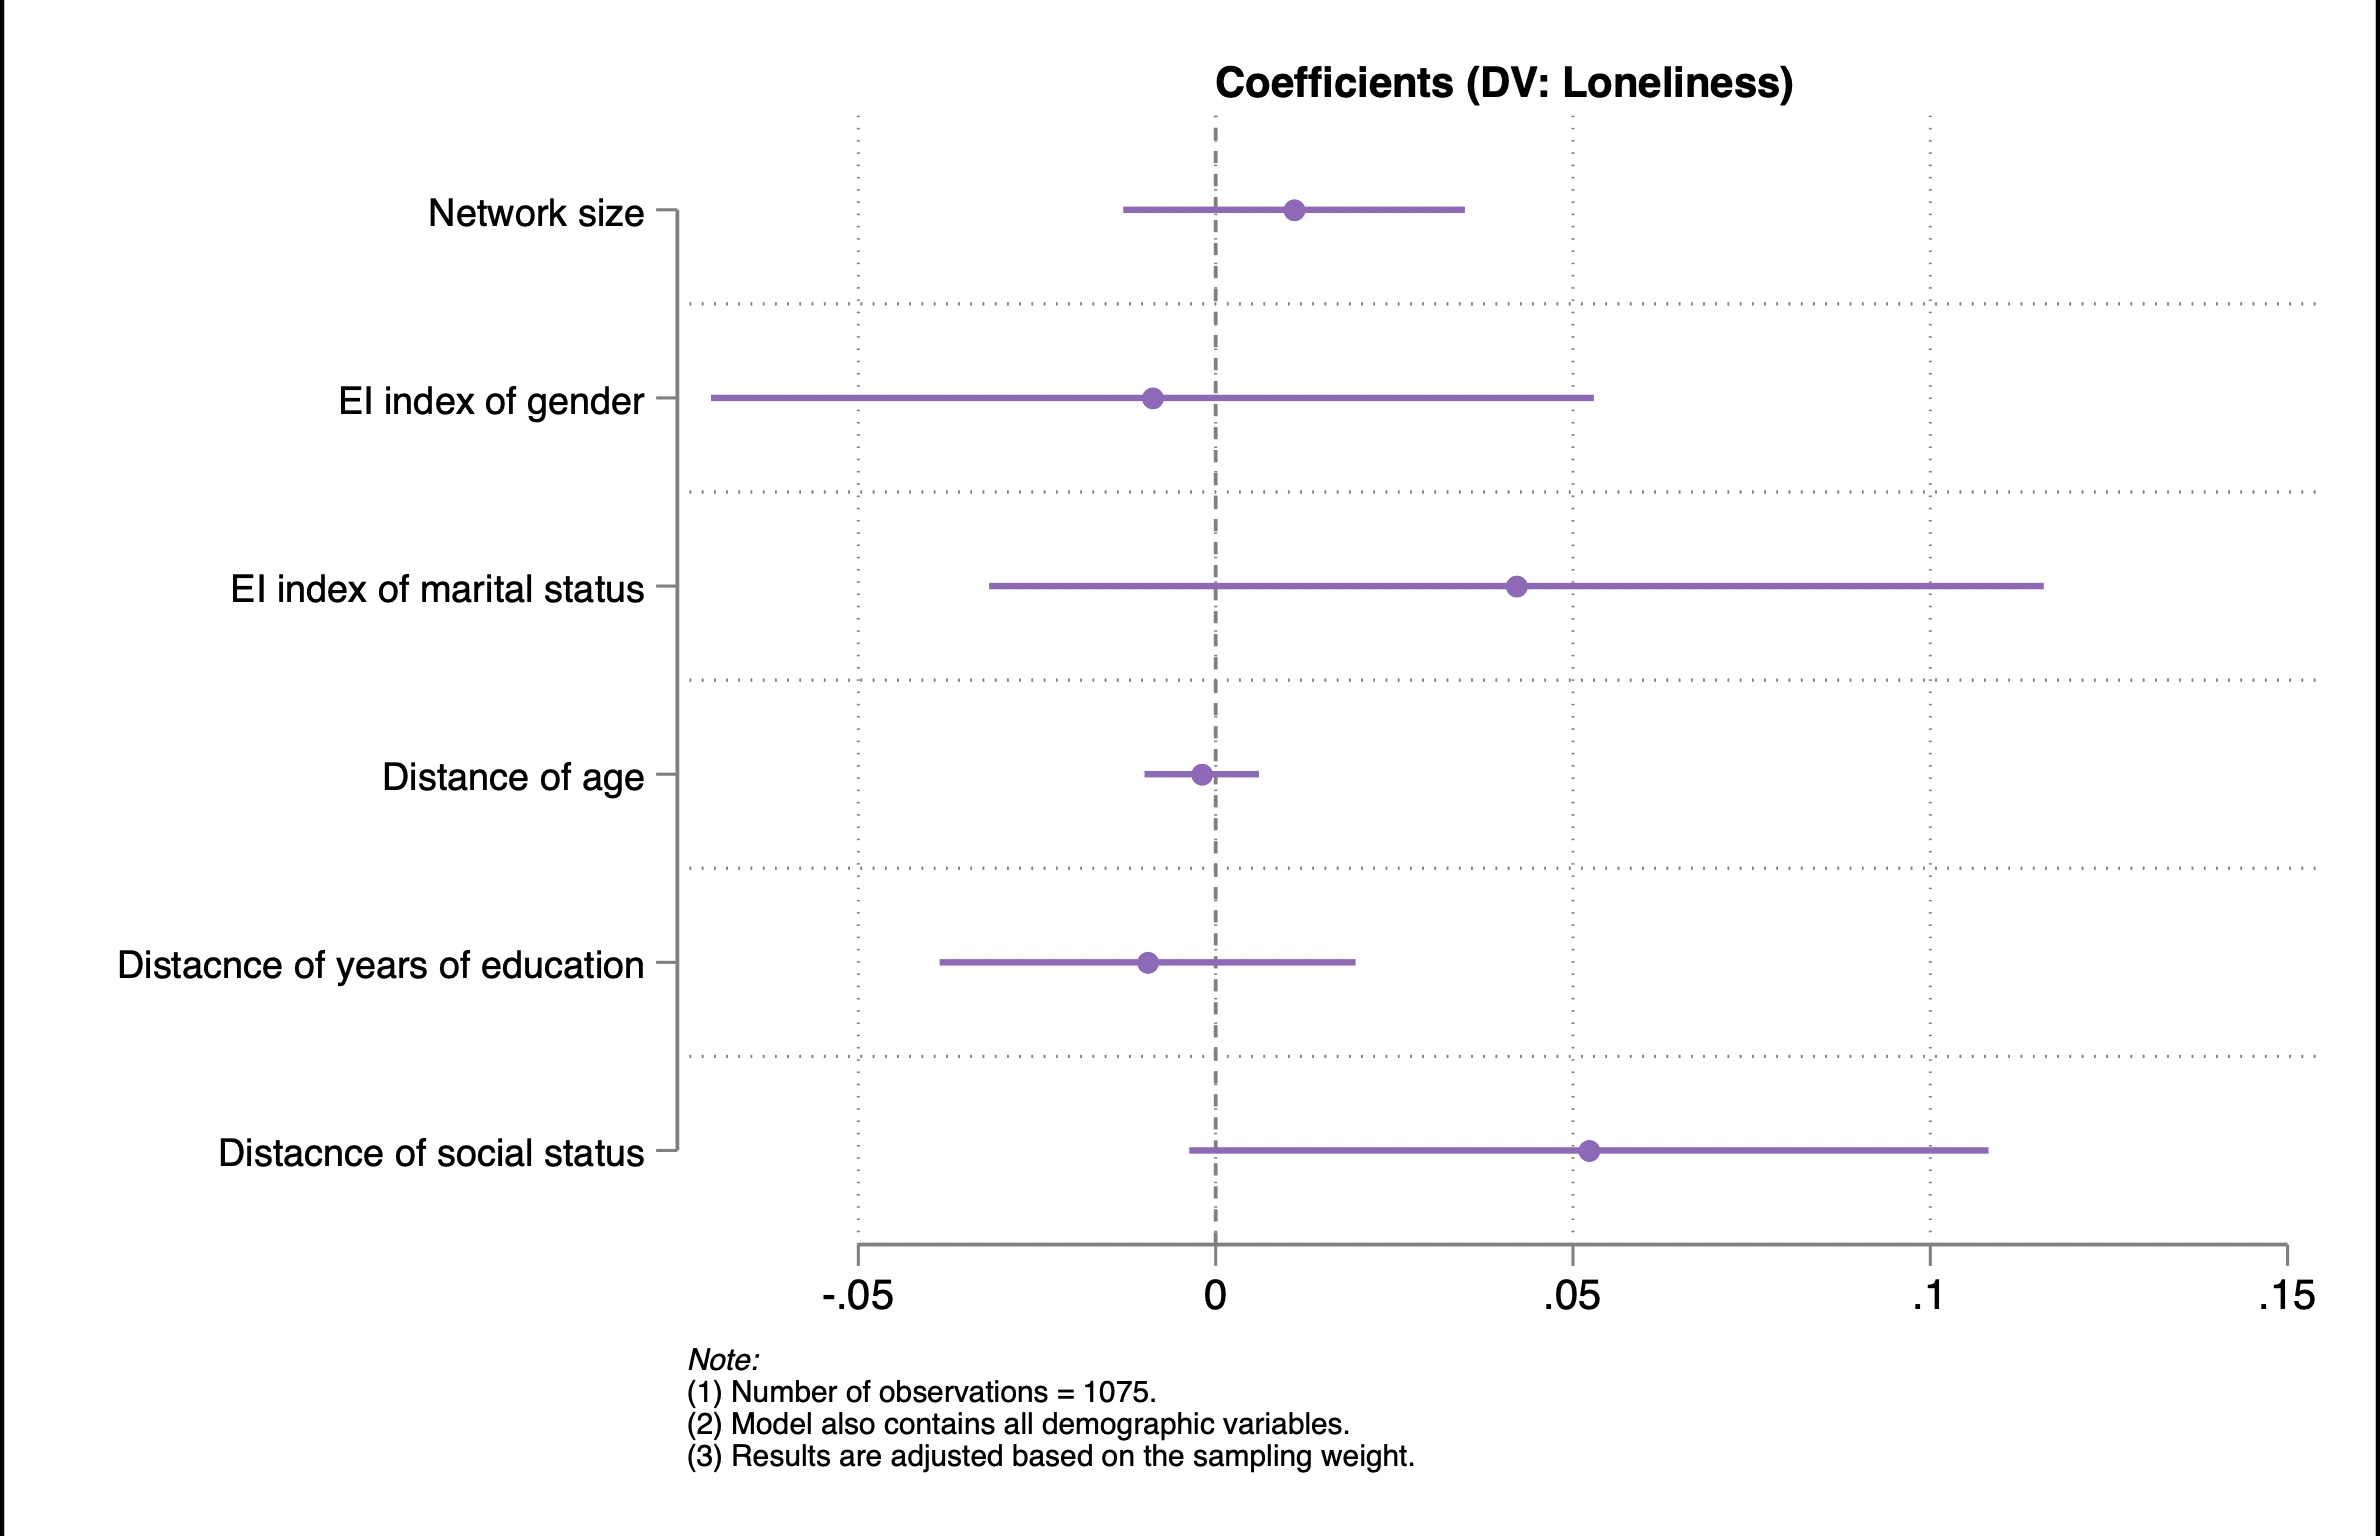 Coefficients (DV: Loneliness)
Network size
EI index of gender
EI index of marital status
Distance of age
Distacnce of years of education
Distacnce of social status
-.05 0 .05 .1 .15
Note:
(1) Number of observations = 1075.
(2) Model also contains all demographic variables.
(3) Results are adjusted based on the sampling weight.